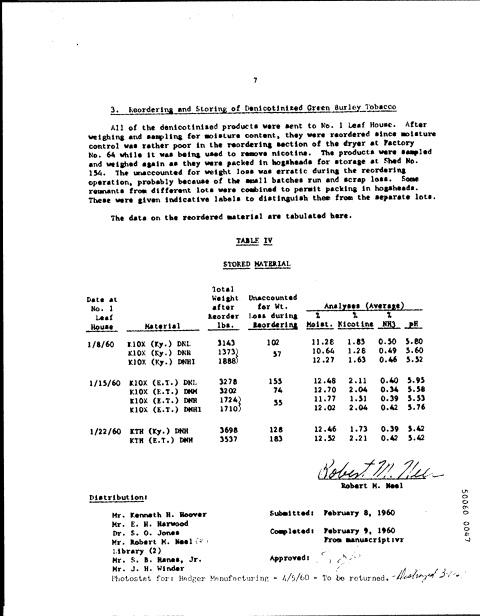 7
3. Reordering and Storing of Denicotinized Green Burley Tobacco
All of the denicotinized products were sent to No. 1 Leaf House. After
weighing and sampling for moisture content, they were reordered since moisture
control was rather poor in the reordering section of the dryer at Factory
No. 64 while it was being used to remove nicotine. The products were sampled
and weighed again as they were packed in hogsheads for storage at Shed No.
154. The unaccounted for weight loss was erratic during the reordering
operation, probably because of the small batches run and scrap loss. Some
remnants from different lots were combined to permit packing in hogsheads.
These were given indicative labels to distinguish them from the separate lots.
The data on the reordered material are tabulated here.
TABLE IV
STORED MATERIAL
Total
Weight Unaccounted
Date at after for Wt. Analyses (Average)
No. 1 Reorder Loss during % % %
Leaf
House Material lbs. Reordering Moist. Nicotine NH3 pH
1/8/60 K10X (Ky.) DNL 3143 102 11.28 1.83 0.50 5.80
K10X (Ky.) DNH 1373) 57 10.64 1.28 0.49 5.60
K10X (Ky.) DNHI 1888) 12.27 1.63 0.46 5.52
1/15/60 K10X (E.T.) DNL 3278 155 12.48 2.11 0.40 5.95
K10X (E.T.) DNM 3202 74 12.70 2.04 0.34 5.58
K10X (E.T.) DNH 1724) 55 11.77 1.51 0.39 5.53
K10X (E.T.) DNHI 1710) 12.02 2.04 0.42 5.76
1/22/60 KTH (Ky.) DNH 3698 128 12.46 1.73 0.39 5.42
KTH (E.T.) DNM 3537 183 12.52 2.21 0.42 5.42
Robert M. Neel
Robert M. Neel
Distribution:
Mr. Kenneth H. Hoover Submitted: February 8, 1960
Mr. E. H. Harwood
Dr. S. O. Jones Completed: February 9, 1960
Mr. Robert M. Neel From manuscript:vr
Library (2)
Mr. S. B. Hanes, Jr. Approved:
Mr. J. H. Winder
Photostat for: Hadger Manufacturing - 4/5/60 - To be returned. - Destroyed
50060 0047